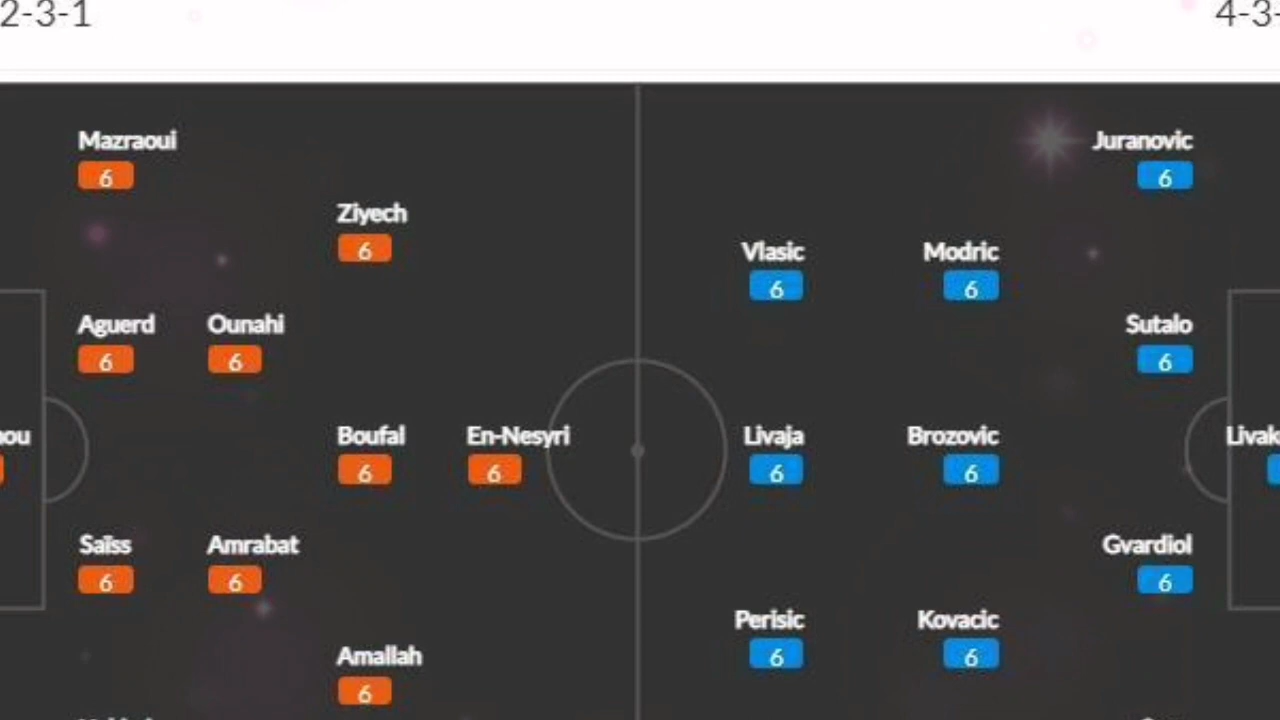 2-3-1
4-3-
Mazraoui
6
Juranovic
6
Ziyech
6
Vlasic
6
Modric
6
Aguerd
6
Ounahi
6
Sutalo
6
nou
Boufal
6
En-Nesyri
6
Livaja
6
Brozovic
6
Livak
Saïss
6
Amrabat
6
Gvardiol
6
Perisic
6
Kovacic
6
Amallah
6